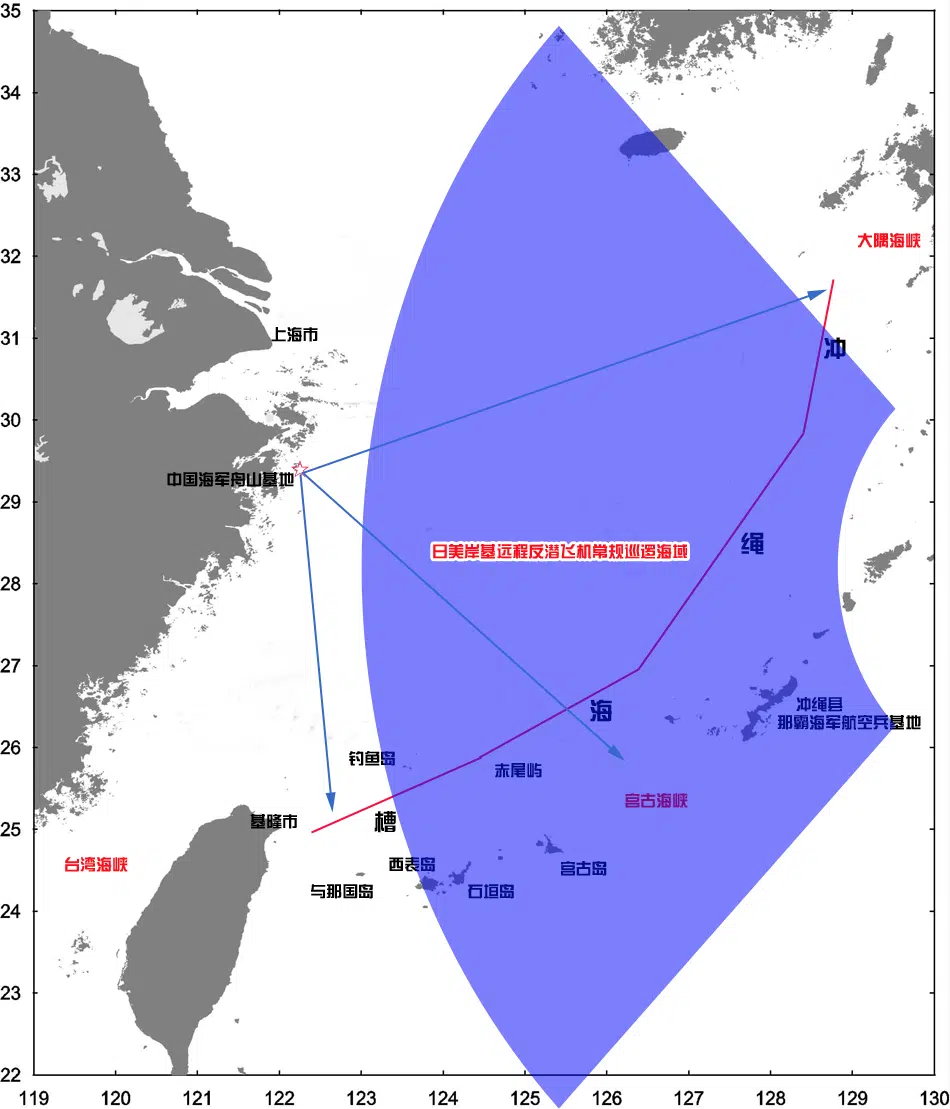 35
34
33
32
31
30
29
28
27
26
25
24
23
22
119
120
121
122
123
124
125
126
127
128
129
130
大隅海峡
上海市
冲
中国海军舟山基地
绳
日美岸基远程反潜飞机常规巡逻海域
海
冲绳县
那霸海军航空兵基地
钓鱼岛
赤尾屿
宫古海峡
基隆市
槽
台湾海峡
西表岛
宫古岛
与那国岛
石垣岛